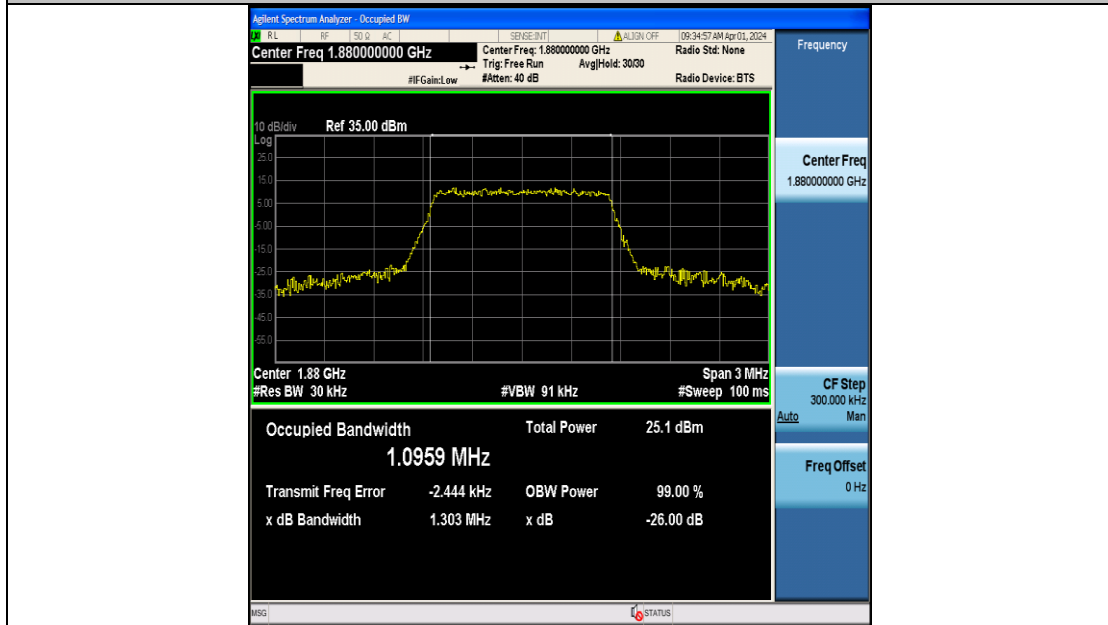 Agilent Spectrum Analyzer - Occupied BW
RL RF 50 Ω AC SENSE:INT ALIGN OFF 09:34:57 AM Apr 01, 2024
Center Freq 1.880000000 GHz Center Freq: 1.880000000 GHz Radio Std: None
Trig: Free Run Avg|Hold: 30/30
#IFGain:Low #Atten: 40 dB Radio Device: BTS
10 dB/div Ref 35.00 dBm
Log
25.0
15.0
5.00
-5.00
-15.0
-25.0
-35.0
-45.0
-55.0
Center 1.88 GHz Span 3 MHz
#Res BW 30 kHz #VBW 91 kHz #Sweep 100 ms
Occupied Bandwidth Total Power 25.1 dBm
1.0959 MHz
Transmit Freq Error -2.444 kHz OBW Power 99.00 %
x dB Bandwidth 1.303 MHz x dB -26.00 dB
MSG STATUS
Frequency
Center Freq
1.880000000 GHz
CF Step
300.000 kHz
Auto Man
Freq Offset
0 Hz